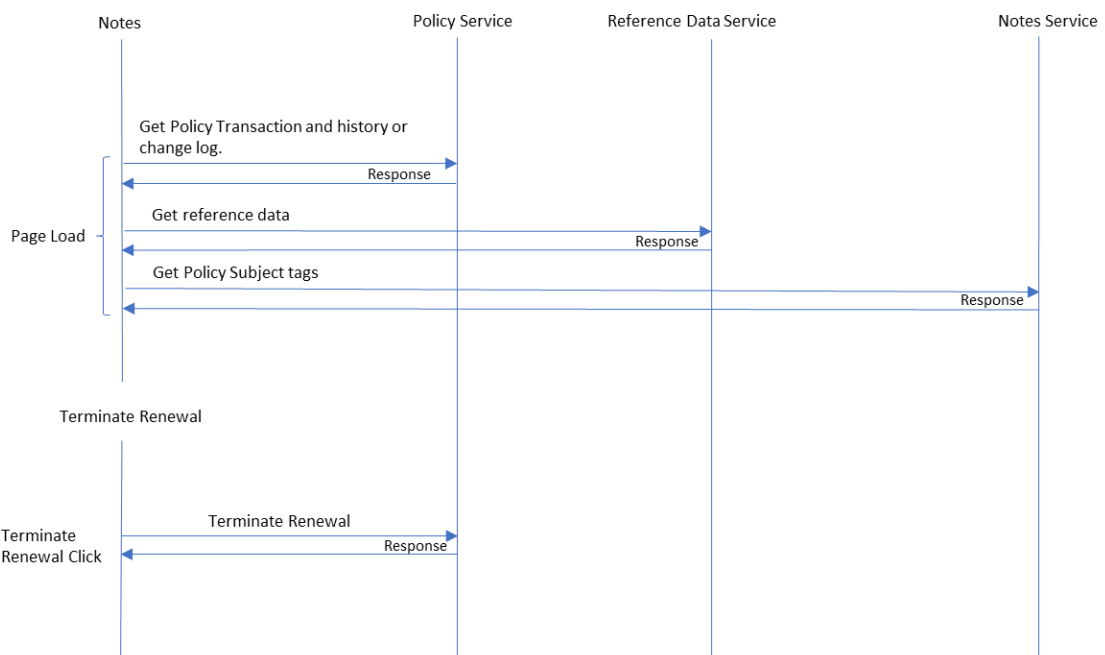 Notes
Policy Service
Reference Data Service
Notes Service
Get Policy Transaction and history or
change log.
Response
Get reference data
Response
Page Load
Get Policy Subject tags
Response
Terminate Renewal
Terminate Renewal
Response
Terminate
Renewal Click